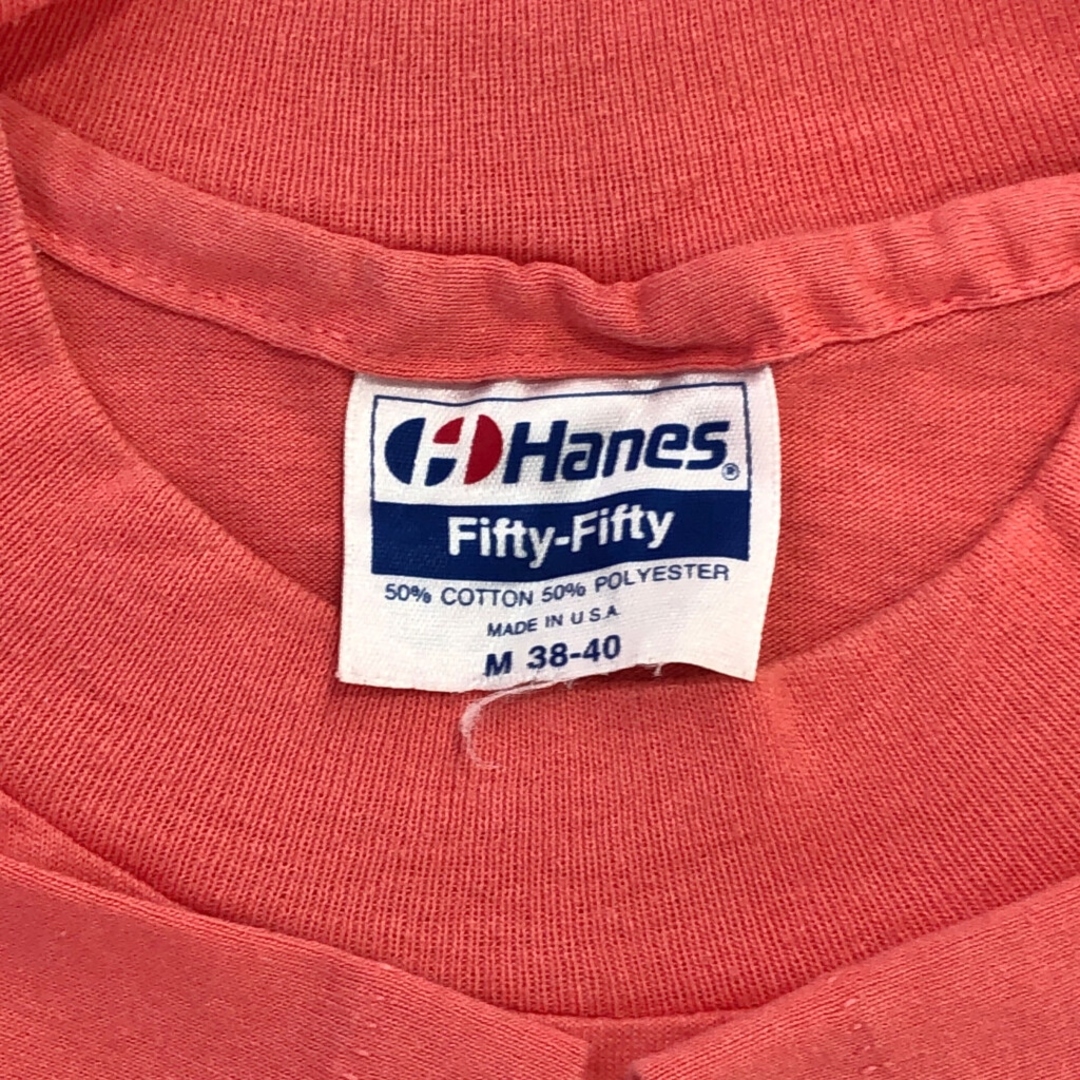 Hanes®
Fifty-Fifty
50% COTTON 50% POLYESTER
MADE IN U.S.A.
M 38-40